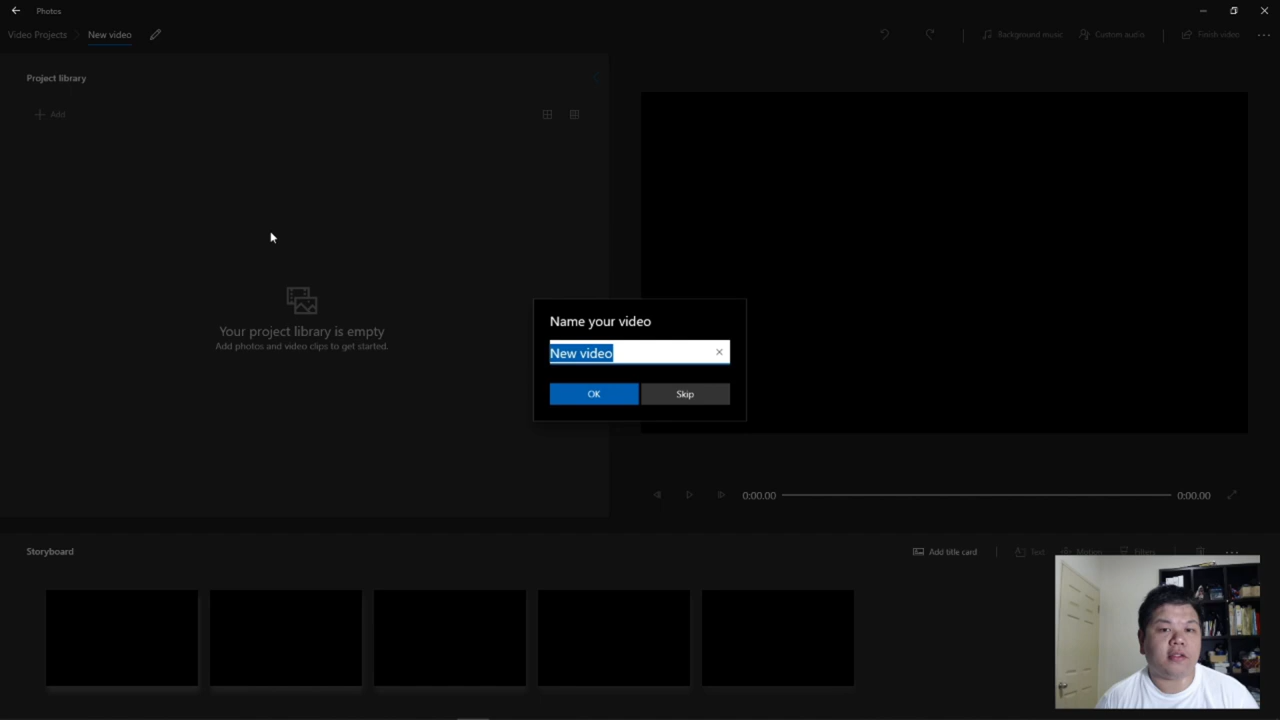 Photos
Video Projects > New video
Background music
Custom audio
Finish video
Project library
Add
Your project library is empty
Add photos and video clips to get started.
Name your video
New video
OK
Skip
0:00.00
0:00.00
Storyboard
Add title card
Text
Motion
Filters